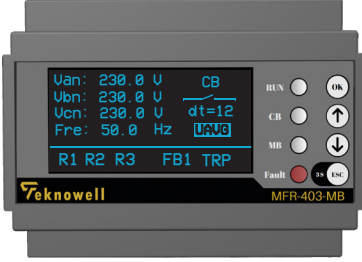 Van: 230.0 V CB
Vbn: 230.0 V
Vcn: 230.0 V dt=12
Fre: 50.0 Hz UAVG
R1 R2 R3 FB1 TRP
RUN OK
CB
MB
Fault 3S ESC
Teknowell
MFR-403-MB